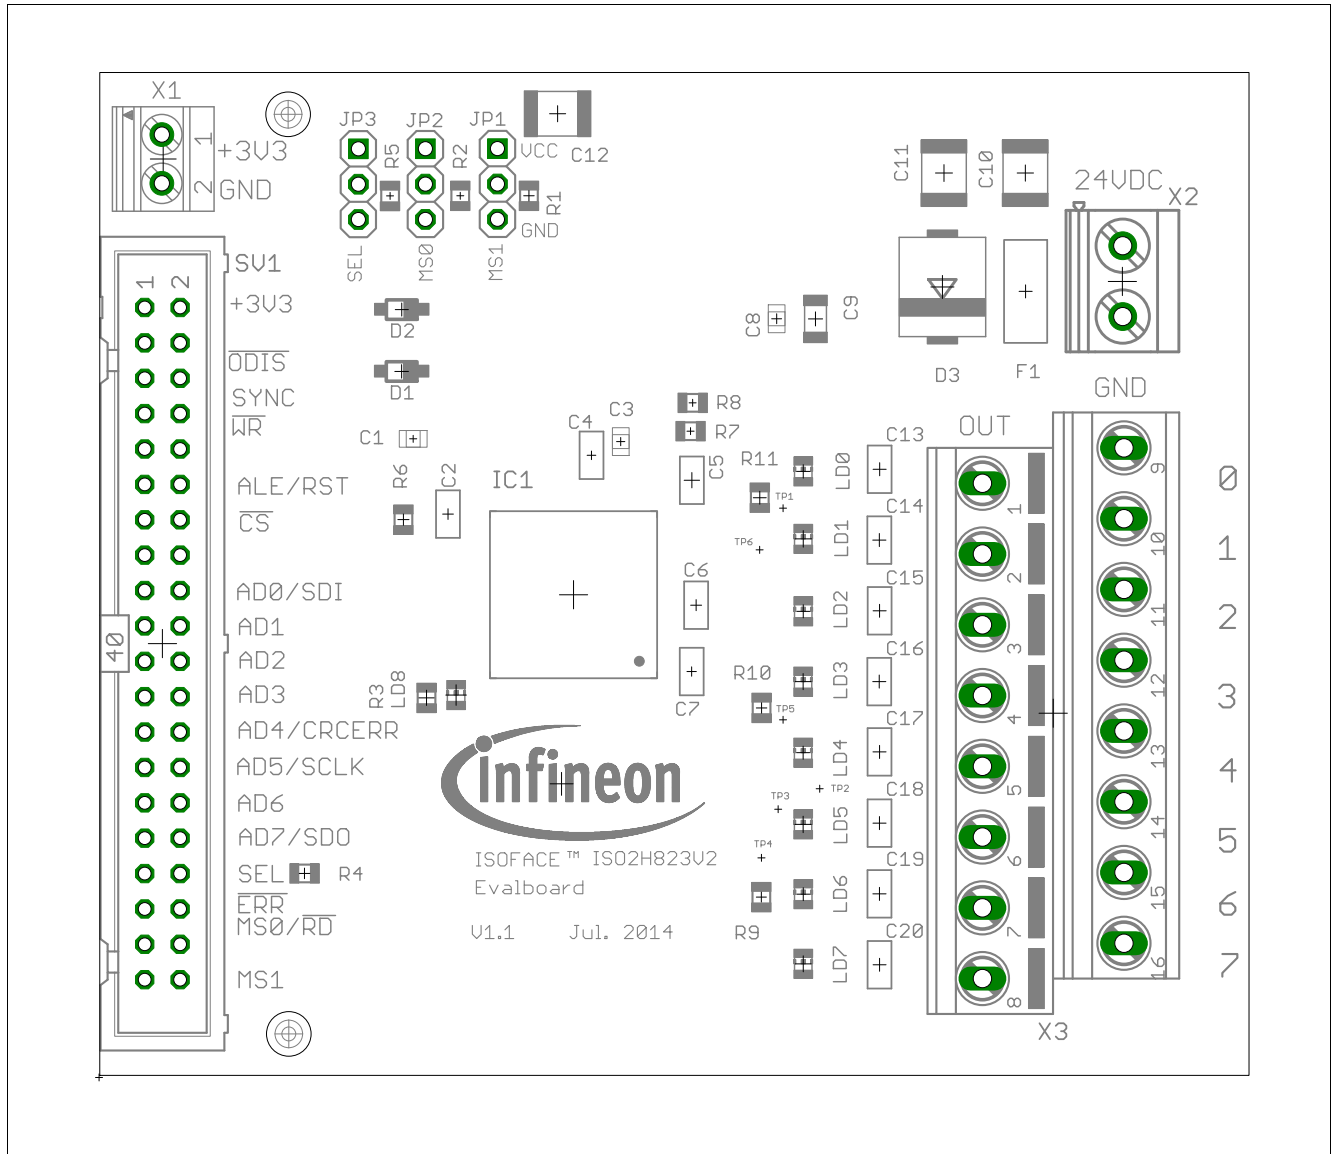 X1
1
+3V3
2
GND
JP3
JP2
JP1
R5
R2
VCC
C12
R1
GND
SEL
MS0
MS1
C11
C10
24VDC
X2
SV1
1
2
+3V3
ODIS
SYNC
WR
ALE/RST
CS
AD0/SDI
AD1
AD2
AD3
AD4/CRCERR
AD5/SCLK
AD6
AD7/SDO
SEL
R4
ERR
MS0/RD
MS1
40
D2
D1
C8
C9
D3
F1
C1
R6
C2
C4
C3
R8
R7
C5
IC1
C6
C7
R3
LD8
infineon
ISOFACE™ ISO2H823V2
Evalboard
V1.1
Jul. 2014
R11
TP1
TP6
R10
TP5
TP2
TP3
TP4
R9
LD0
LD1
LD2
LD3
LD4
LD5
LD6
LD7
C13
C14
C15
C16
C17
C18
C19
C20
OUT
1
2
3
4
5
6
7
8
X3
GND
9
10
11
12
13
14
15
16
0
1
2
3
4
5
6
7